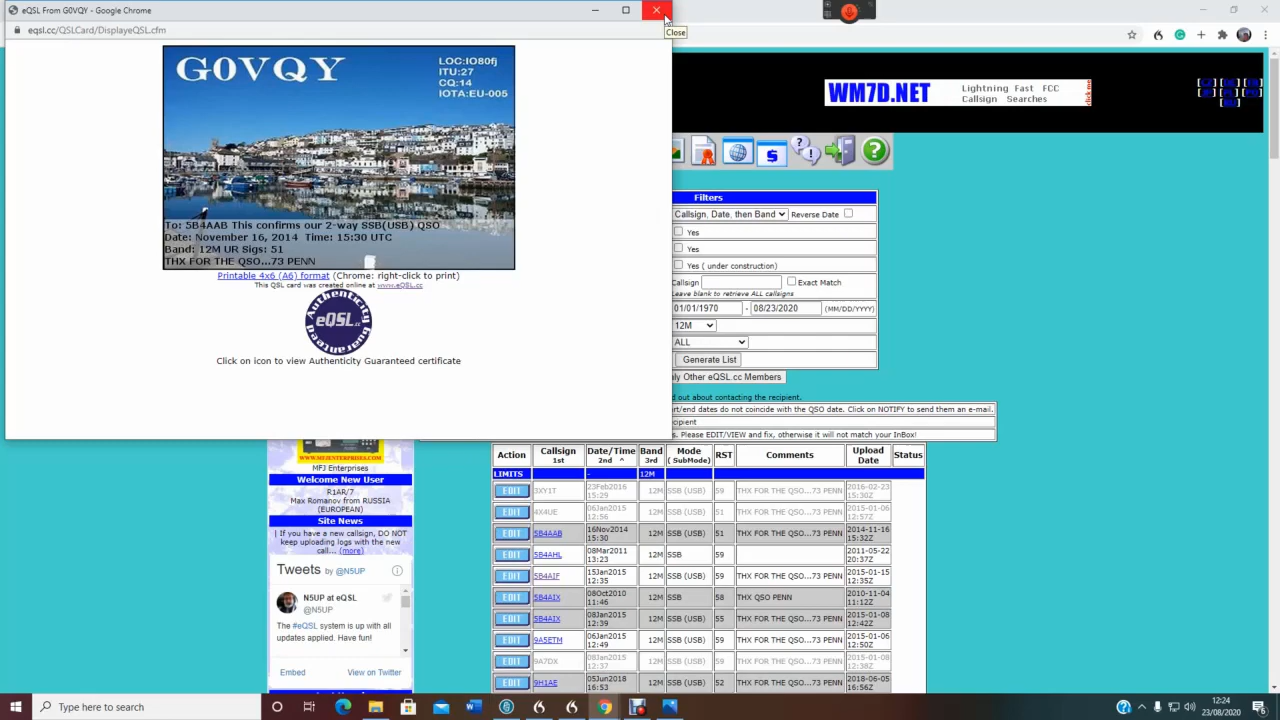 eQSL From G0VQY - Google Chrome
eqsl.cc/QSLCard/DisplayeQSL.cfm
Close
G0VQY
LOC:IO80fj
ITU:27
CQ:14
IOTA:EU-005
To: 5B4AAB This confirms our 2-way SSB(USB) QSO
Date: November 16, 2014 Time: 15:30 UTC
Band: 12M UR Sigs: 51
THX FOR THE QSO...73 PENN
Printable 4x6 (A6) format (Chrome: right-click to print)
This QSL card was created online at www.eQSL.cc
Authenticity
eQSL.cc
Guaranteed
Click on icon to view Authenticity Guaranteed certificate
WM7D.NET
Lightning Fast FCC
Callsign Searches
click me
Filters
Callsign, Date, then Band Reverse Date
Yes
Yes
Yes ( under construction)
Callsign Exact Match
Leave blank to retrieve ALL callsigns
01/01/1970 - 08/23/2020 (MM/DD/YYYY)
12M
ALL
Generate List
ly Other eQSL.cc Members
d out about contacting the recipient.
rt/end dates do not coincide with the QSO date. Click on NOTIFY to send them an e-mail.
cipient
s. Please EDIT/VIEW and fix, otherwise it will not match your InBox!
WWW.MFJENTERPRISES.COM
MFJ Enterprises
Welcome New User
R1AR/7
Max Romanov from RUSSIA
(EUROPEAN)
Site News
| If you have a new callsign, DO NOT
keep uploading logs with the new
call... (more)
Tweets by @N5UP
N5UP at eQSL
@N5UP
The #eQSL system is up with all
updates applied. Have fun!
Embed View on Twitter
Action Callsign 1st Date/Time 2nd ^ Band 3rd Mode ( SubMode) RST Comments Upload Date Status
LIMITS - 12M
EDIT 3XY1T 23Feb2016 15:29 12M SSB (USB) 59 THX FOR THE QSO...73 PENN 2016-02-23 15:30Z
EDIT 4X4UE 06Jan2015 12:56 12M SSB (USB) 51 THX FOR THE QSO...73 PENN 2015-01-06 12:57Z
EDIT 5B4AAB 16Nov2014 15:30 12M SSB (USB) 51 THX FOR THE QSO...73 PENN 2014-11-16 15:32Z
EDIT 5B4AHL 08Mar2011 13:23 12M SSB 59 2011-05-22 20:37Z
EDIT 5B4AIF 15Jan2015 12:35 12M SSB (USB) 59 THX FOR THE QSO...73 PENN 2015-01-15 12:35Z
EDIT 5B4AIX 08Oct2010 11:46 12M SSB 58 THX QSO PENN 2010-11-04 11:12Z
EDIT 5B4AIX 08Jan2015 12:39 12M SSB (USB) 55 THX FOR THE QSO...73 PENN 2015-01-08 12:42Z
EDIT 9A5ETM 06Jan2015 12:49 12M SSB (USB) 59 THX FOR THE QSO...73 PENN 2015-01-06 12:50Z
EDIT 9A7DX 08Jan2015 12:37 12M SSB (USB) 59 THX FOR THE QSO...73 PENN 2015-01-08 12:38Z
EDIT 9H1AE 05Jun2018 16:53 12M SSB (USB) 52 THX FOR THE QSO...73 PENN 2018-06-05 16:56Z
Type here to search
12:24
23/08/2020